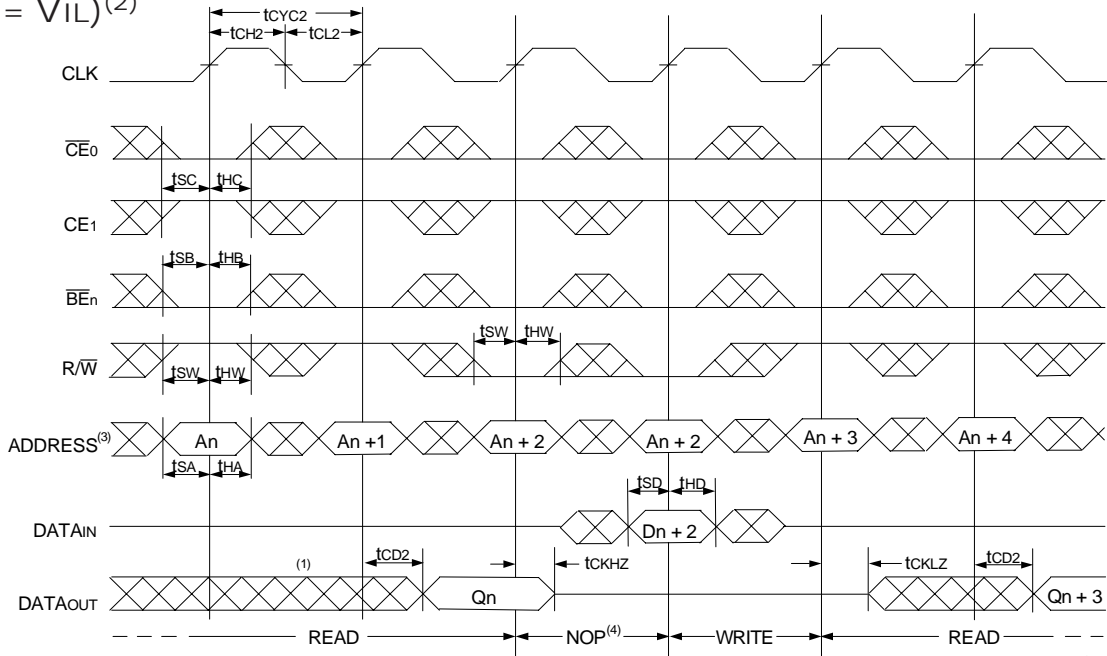 = VIL)(2)
tCYC2
tCH2 tCL2
CLK
CE0
tSC tHC
CE1
tSB tHB
BEn
tSW tHW
R/W
tSW tHW
ADDRESS(3) An An +1 An + 2 An + 2 An + 3 An + 4
tSA tHA
tSD tHD
DATAIN Dn + 2
(1) tCD2 tCKHZ tCKLZ tCD2
DATAOUT Qn Qn + 3
READ NOP(4) WRITE READ